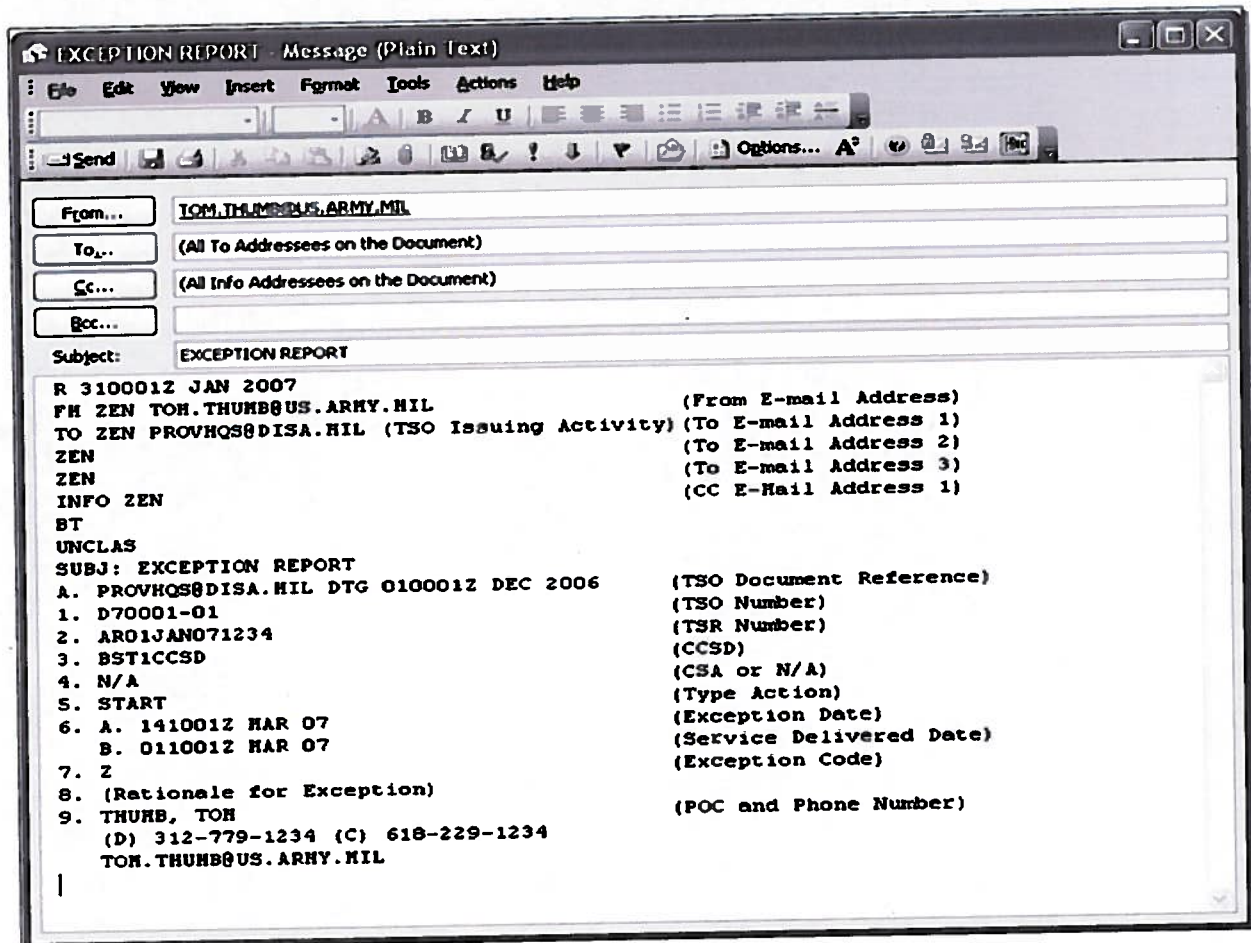 EXCEPTION REPORT - Message (Plain Text)
File Edit View Insert Format Tools Actions Help
A B I U
Send Options...
From... TOM.THUMB@US.ARMY.MIL
To... (All To Addressees on the Document)
Cc... (All Info Addressees on the Document)
Bcc...
Subject: EXCEPTION REPORT
R 310001Z JAN 2007
FM ZEN TOM.THUMB@US.ARMY.MIL (From E-mail Address)
TO ZEN PROVHQS@DISA.MIL (TSO Issuing Activity) (To E-mail Address 1)
ZEN (To E-mail Address 2)
ZEN (To E-mail Address 3)
INFO ZEN (CC E-Mail Address 1)
BT
UNCLAS
SUBJ: EXCEPTION REPORT
A. PROVHQS@DISA.MIL DTG 010001Z DEC 2006 (TSO Document Reference)
1. D70001-01 (TSO Number)
2. AR01JAN071234 (TSR Number)
3. BST1CCSD (CCSD)
4. N/A (CSA or N/A)
5. START (Type Action)
6. A. 141001Z MAR 07 (Exception Date)
B. 011001Z MAR 07 (Service Delivered Date)
7. Z (Exception Code)
8. (Rationale for Exception)
9. THUMB, TOM (POC and Phone Number)
(D) 312-779-1234 (C) 618-229-1234
TOM.THUMB@US.ARMY.MIL